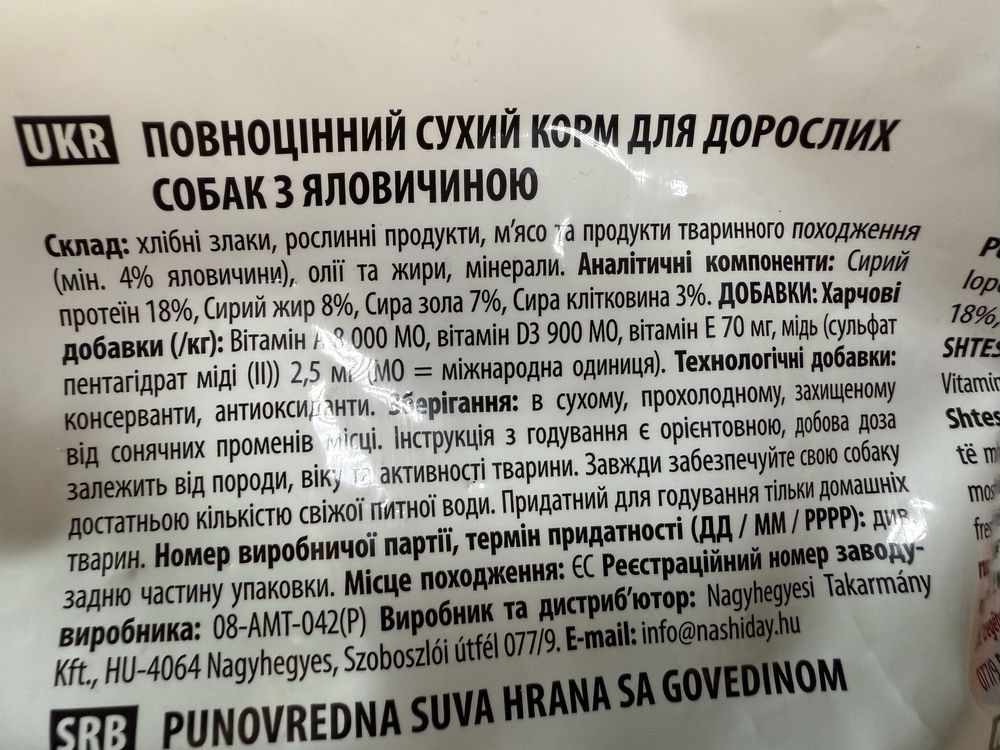 UKR ПОВНОЦІННИЙ СУХИЙ КОРМ ДЛЯ ДОРОСЛИХ
СОБАК З ЯЛОВИЧИНОЮ
Склад: хлібні злаки, рослинні продукти, м'ясо та продукти тваринного походження
(мін. 4% яловичини), олії та жири, мінерали. Аналітичні компоненти: Сирий
протеїн 18%, Сирий жир 8%, Сира зола 7%, Сира клітковина 3%. ДОБАВКИ: Харчові
добавки (/кг): Вітамін А 8 000 МО, вітамін D3 900 МО, вітамін Е 70 мг, мідь (сульфат
пентагідрат міді (II)) 2,5 мг (МО = міжнародна одиниця). Технологічні добавки:
консерванти, антиоксиданти. Зберігання: в сухому, прохолодному, захищеному
від сонячних променів місці. Інструкція з годування є орієнтовною, добова доза
залежить від породи, віку та активності тварини. Завжди забезпечуйте свою собаку
достатньою кількістю свіжої питної води. Придатний для годування тільки домашніх
тварин. Номер виробничої партії, термін придатності (ДД / ММ / РРРР): див.
задню частину упаковки. Місце походження: ЄС Реєстраційний номер заводу-
виробника: 08-AMT-042(P) Виробник та дистриб'ютор: Nagyhegyesi Takarmány
Kft., HU-4064 Nagyhegyes, Szoboszlói útfél 077/9. E-mail: info@nashiday.hu
SRB PUNOVREDNA SUVA HRANA SA GOVEDINOM
18%,
SHTES
Vitamin
Shtes
të m